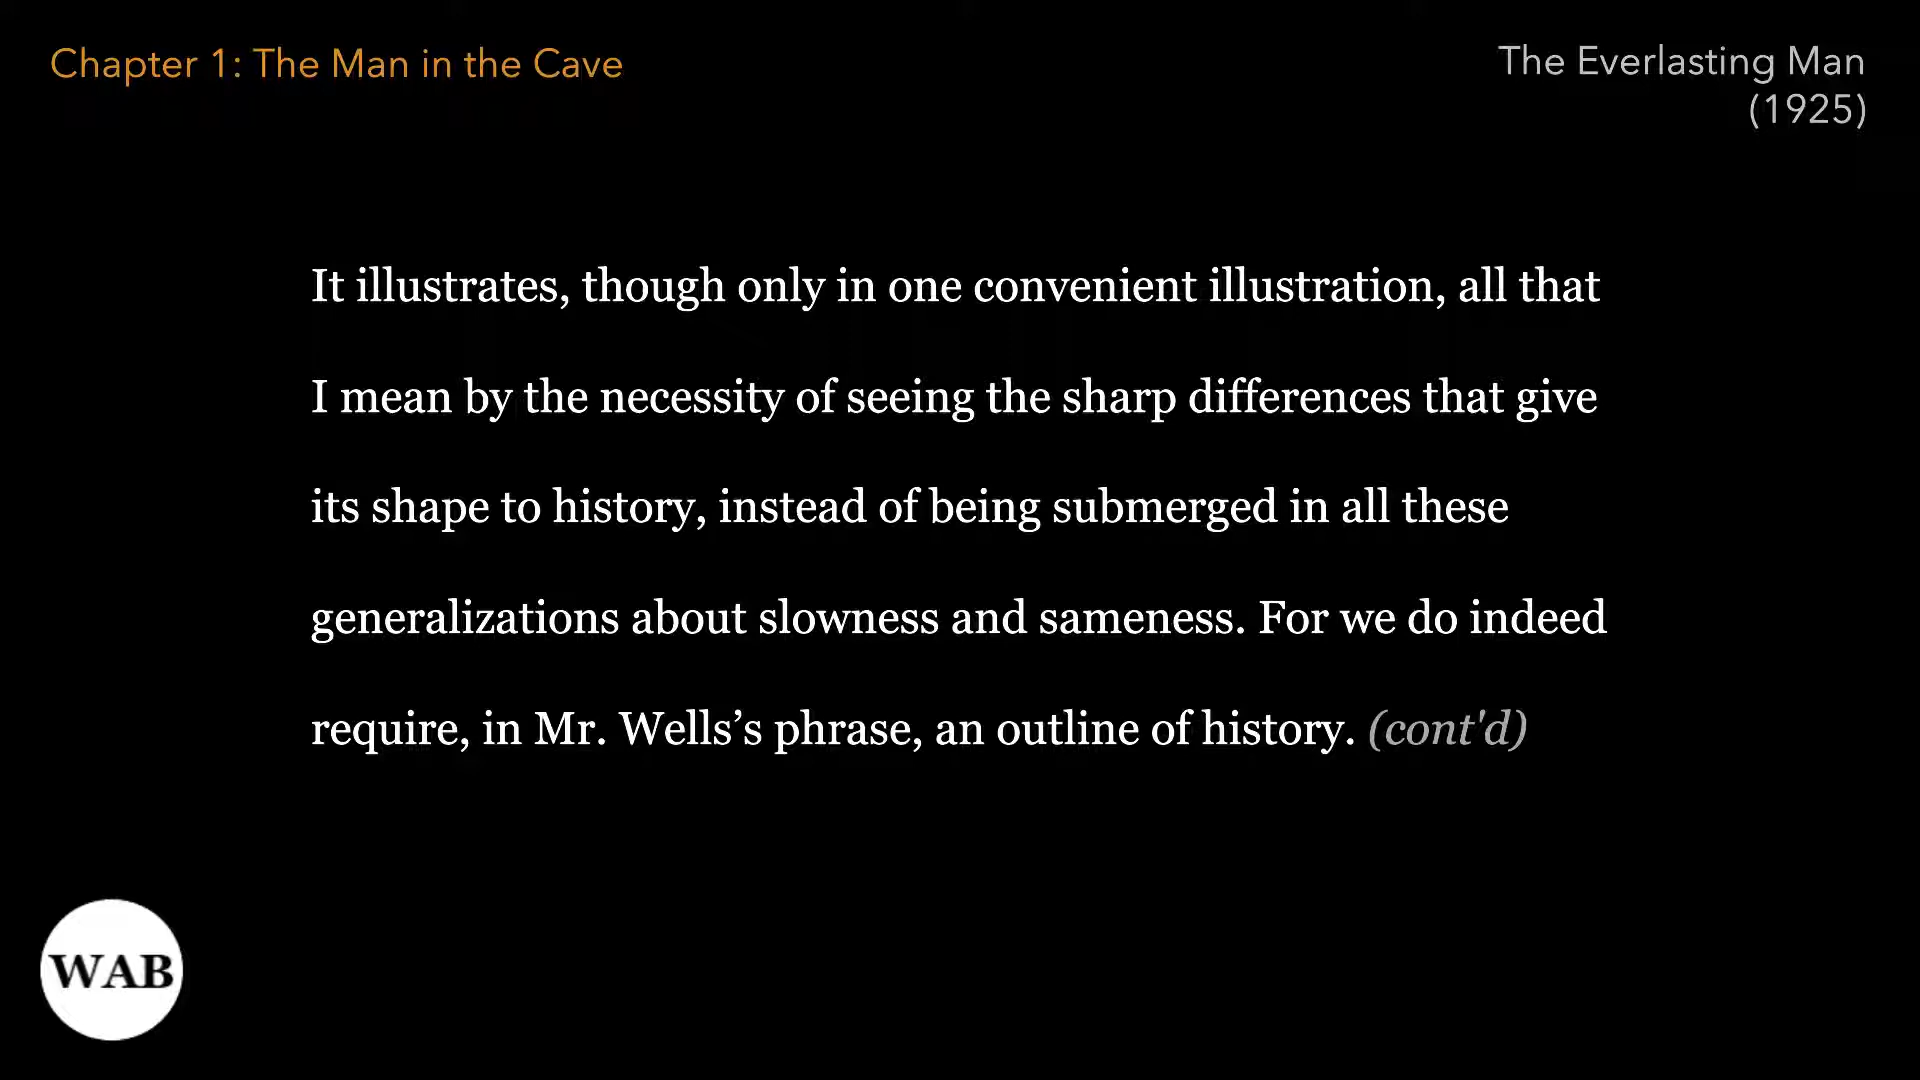 Chapter 1: The Man in the Cave
The Everlasting Man
(1925)
It illustrates, though only in one convenient illustration, all that
I mean by the necessity of seeing the sharp differences that give
its shape to history, instead of being submerged in all these
generalizations about slowness and sameness. For we do indeed
require, in Mr. Wells’s phrase, an outline of history. (cont'd)
WAB